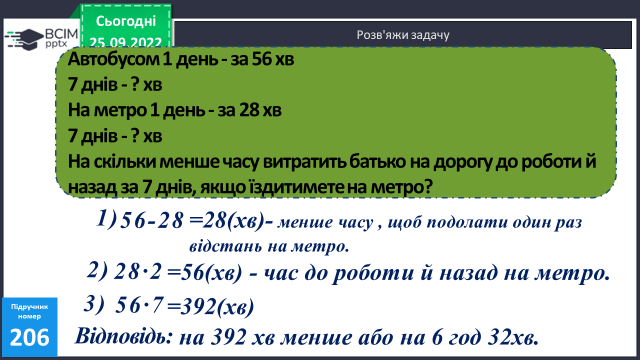 BCIM
pptx
Сьогодні
25.09.2022
Розв'яжи задачу
Автобусом 1 день - за 56 хв
7 днів - ? хв
На метро 1 день - за 28 хв
7 днів - ? хв
На скільки менше часу витратить батько на дорогу до роботи й
назад за 7 днів, якщо їздитимете на метро?
1) 56-28 =28(хв)- менше часу , щоб подолати один раз
відстань на метро.
2) 28·2 =56(хв) - час до роботи й назад на метро.
3) 56·7 =392(хв)
Відповідь: на 392 хв менше або на 6 год 32хв.
Підручник
номер
206